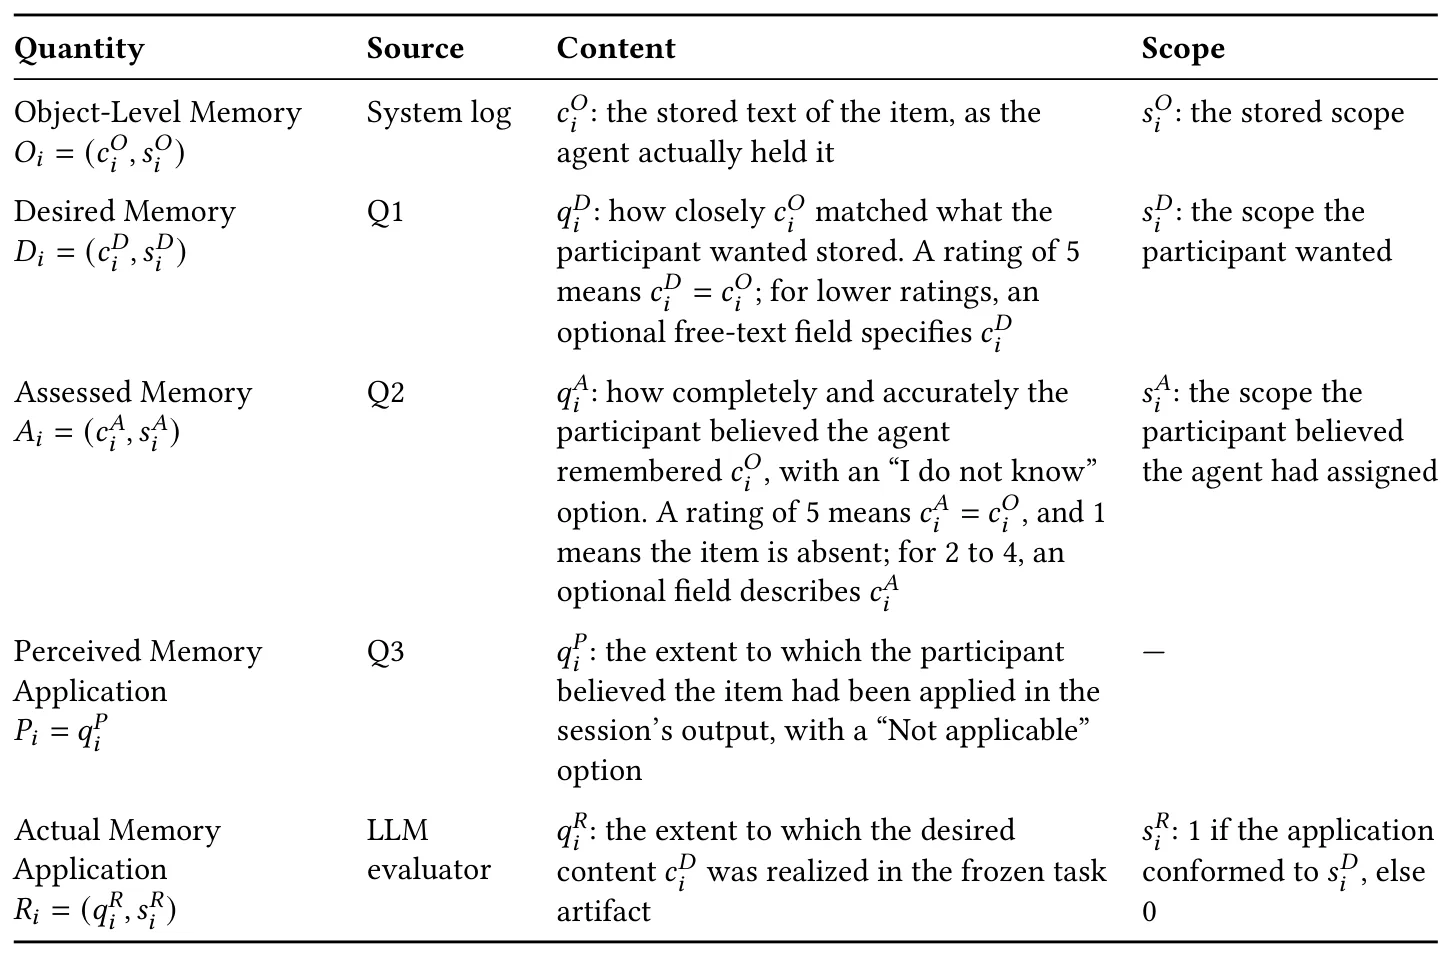 Quantity Source Content Scope
Object-Level Memory System log c_i^O: the stored text of the item, as the s_i^O: the stored scope
O_i = (c_i^O, s_i^O) agent actually held it
Desired Memory Q1 q_i^D: how closely c_i^O matched what the s_i^D: the scope the
D_i = (c_i^D, s_i^D) participant wanted stored. A rating of 5 participant wanted
means c_i^D = c_i^O; for lower ratings, an
optional free-text field specifies c_i^D
Assessed Memory Q2 q_i^A: how completely and accurately the s_i^A: the scope the
A_i = (c_i^A, s_i^A) participant believed the agent participant believed
remembered c_i^O, with an “I do not know” the agent had assigned
option. A rating of 5 means c_i^A = c_i^O, and 1
means the item is absent; for 2 to 4, an
optional field describes c_i^A
Perceived Memory Q3 q_i^P: the extent to which the participant —
Application believed the item had been applied in the
P_i = q_i^P session’s output, with a “Not applicable”
option
Actual Memory LLM q_i^R: the extent to which the desired s_i^R: 1 if the application
Application evaluator content c_i^D was realized in the frozen task conformed to s_i^D, else
R_i = (q_i^R, s_i^R) artifact 0